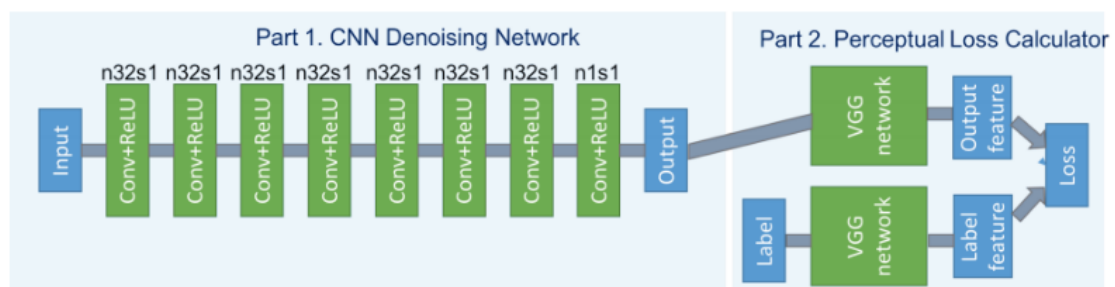 Part 1. CNN Denoising Network
n32s1 n32s1 n32s1 n32s1 n32s1 n32s1 n32s1 n1s1
Input
Conv+ReLU
Conv+ReLU
Conv+ReLU
Conv+ReLU
Conv+ReLU
Conv+ReLU
Conv+ReLU
Conv+ReLU
Output
Part 2. Perceptual Loss Calculator
VGG
network
Output
feature
Label
VGG
network
Label
feature
Loss